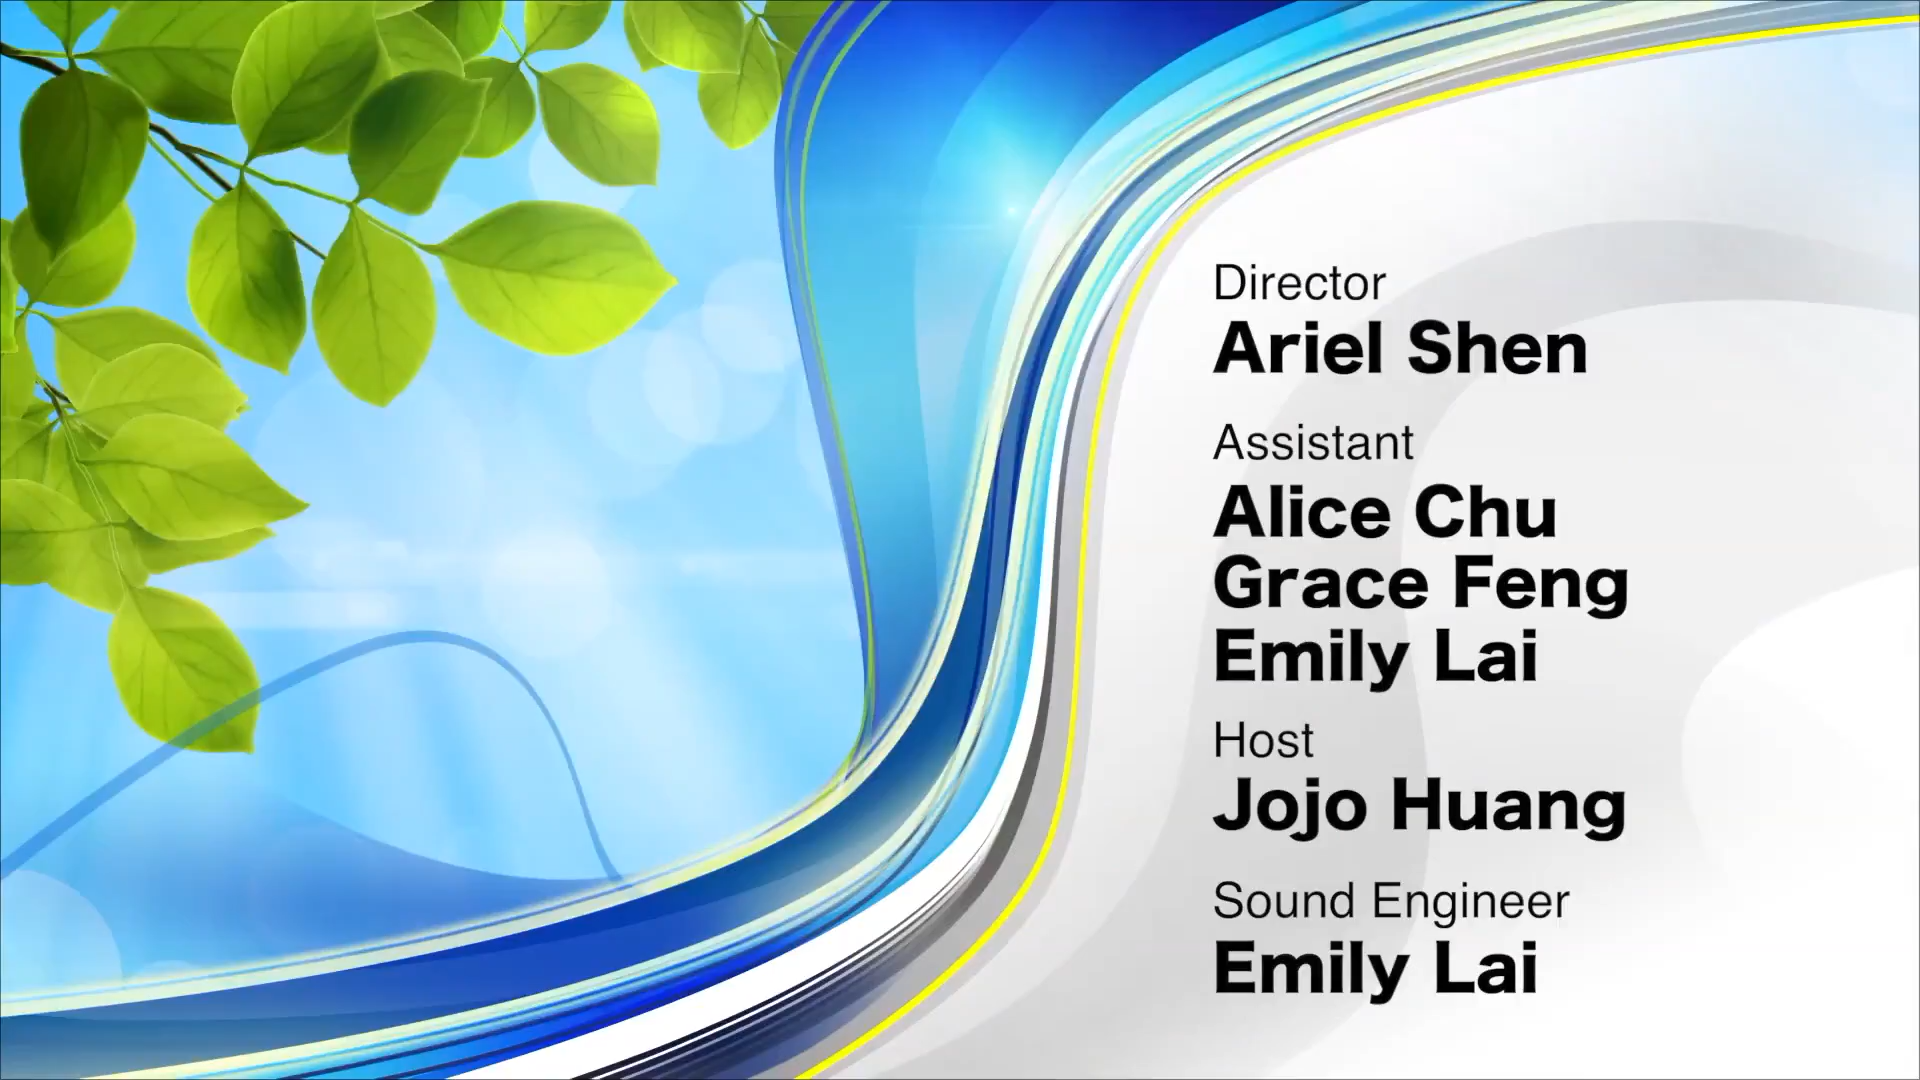 Director
Ariel Shen
Assistant
Alice Chu
Grace Feng
Emily Lai
Host
Jojo Huang
Sound Engineer
Emily Lai